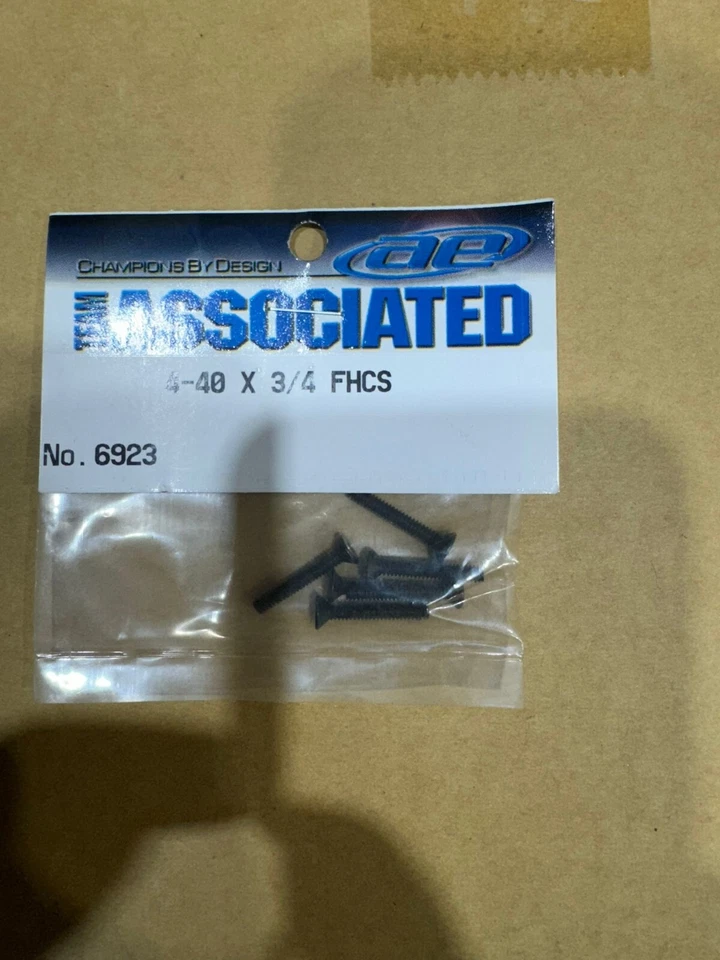 CHAMPIONS BY DESIGN
ae
TEAM ASSOCIATED
4-40 X 3/4 FHCS
No. 6923